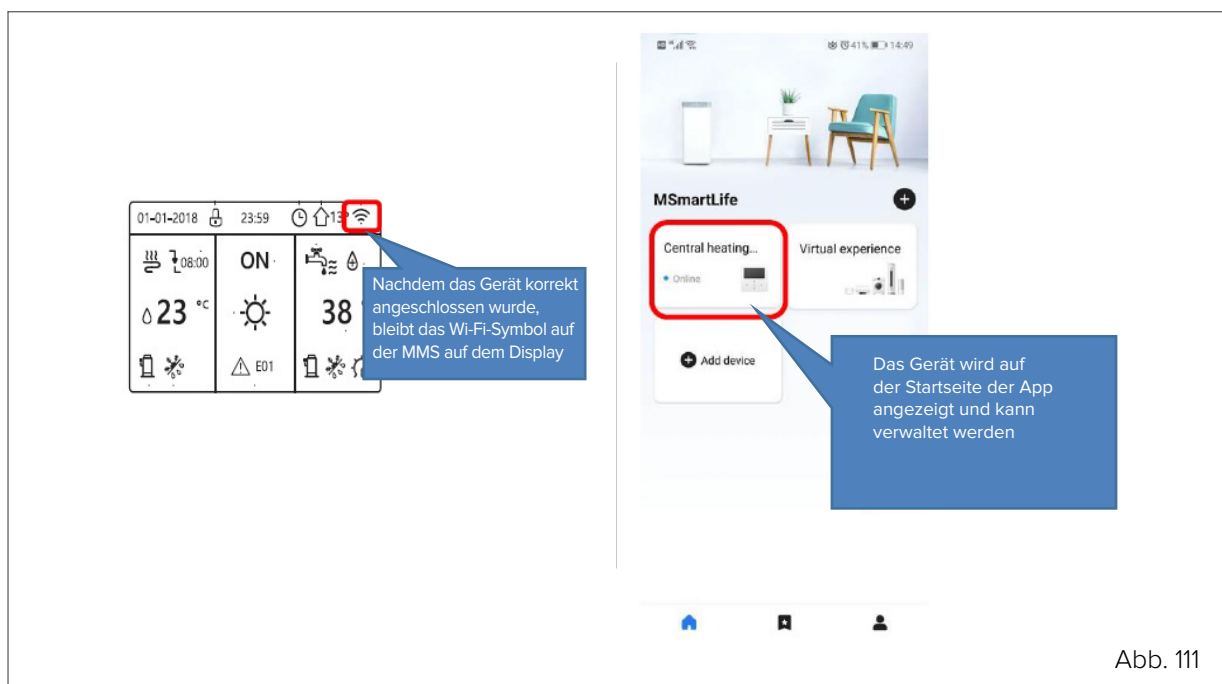 01-01-2018 23:59 13°
08:00 ON
23 °C 38
E01
Nachdem das Gerät korrekt
angeschlossen wurde,
bleibt das Wi-Fi-Symbol auf
der MMS auf dem Display
41% 14:49
MSmartLife
Central heating... Virtual experience
Online
Add device
Das Gerät wird auf
der Startseite der App
angezeigt und kann
verwaltet werden
Abb. 111